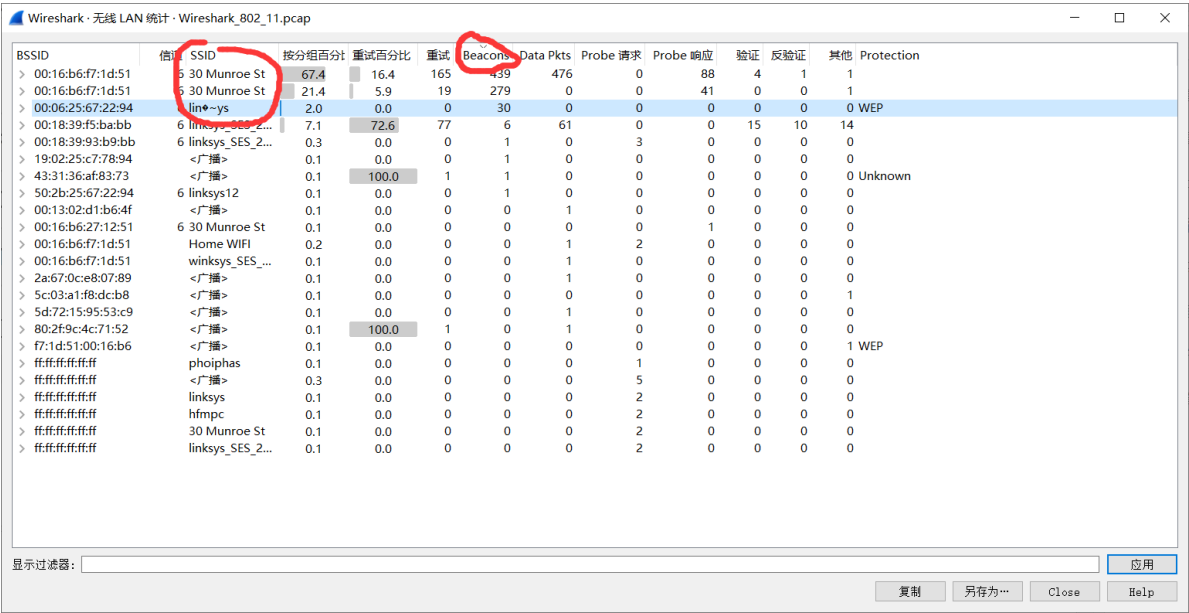 Wireshark · 无线 LAN 统计 · Wireshark_802_11.pcap
BSSID SSID 按分组百分比 重试百分比 重试 Beacons Data Pkts Probe 请求 Probe 响应 验证 反验证 其他 Protection
00:16:b6:f7:1d:51 6 30 Munroe St 67.4 16.4 165 439 476 0 88 4 1 1
00:16:b6:f7:1d:51 6 30 Munroe St 21.4 5.9 19 279 0 0 41 0 0 1
00:06:25:67:22:94 lin�~ys 2.0 0.0 0 30 0 0 0 0 0 0 WEP
00:18:39:f5:ba:bb 6 linksys_SES_2... 7.1 72.6 77 6 61 0 0 15 10 14
00:18:39:93:b9:bb 6 linksys_SES_2... 0.3 0.0 0 1 0 3 0 0 0 0
19:02:25:c7:78:94 <广播> 0.1 0.0 0 1 0 0 0 0 0 0
43:31:36:af:83:73 <广播> 0.1 100.0 1 1 0 0 0 0 0 0 Unknown
50:2b:25:67:22:94 6 linksys12 0.1 0.0 0 1 0 0 0 0 0 0
00:13:02:d1:b6:4f <广播> 0.1 0.0 0 0 1 0 0 0 0 0
00:16:b6:27:12:51 6 30 Munroe St 0.1 0.0 0 0 0 0 1 0 0 0
00:16:b6:f7:1d:51 Home WIFI 0.2 0.0 0 0 1 2 0 0 0 0
00:16:b6:f7:1d:51 winksys_SES_... 0.1 0.0 0 0 1 0 0 0 0 0
2a:67:0c:e8:07:89 <广播> 0.1 0.0 0 0 1 0 0 0 0 0
5c:03:a1:f8:dc:b8 <广播> 0.1 0.0 0 0 0 0 0 0 0 1
5d:72:15:95:53:c9 <广播> 0.1 0.0 0 0 1 0 0 0 0 0
80:2f:9c:4c:71:52 <广播> 0.1 100.0 1 0 1 0 0 0 0 0
f7:1d:51:00:16:b6 <广播> 0.1 0.0 0 0 0 0 0 0 0 1 WEP
ff:ff:ff:ff:ff:ff phoiphas 0.1 0.0 0 0 0 1 0 0 0 0
ff:ff:ff:ff:ff:ff <广播> 0.3 0.0 0 0 0 5 0 0 0 0
ff:ff:ff:ff:ff:ff linksys 0.1 0.0 0 0 0 2 0 0 0 0
ff:ff:ff:ff:ff:ff hfmpc 0.1 0.0 0 0 0 2 0 0 0 0
ff:ff:ff:ff:ff:ff 30 Munroe St 0.1 0.0 0 0 0 2 0 0 0 0
ff:ff:ff:ff:ff:ff linksys_SES_2... 0.1 0.0 0 0 0 2 0 0 0 0
显示过滤器:
应用
复制 另存为… Close Help